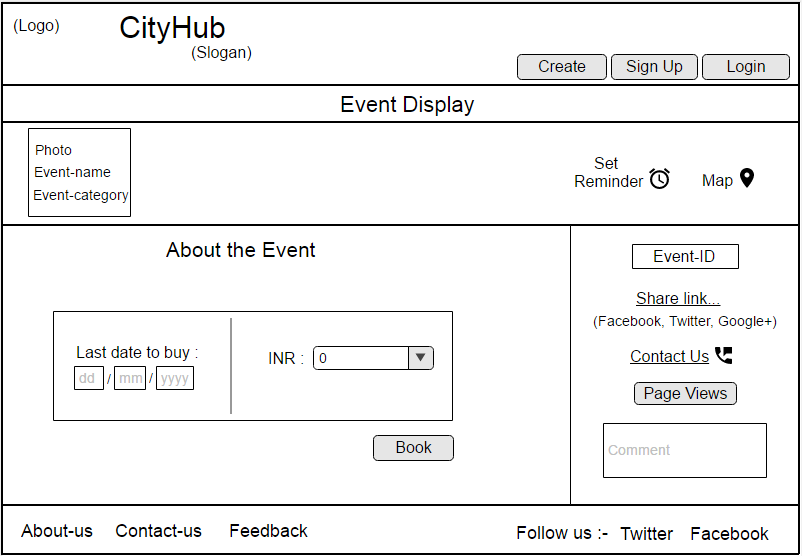 (Logo)
CityHub
(Slogan)
Create
Sign Up
Login
Event Display
Photo
Event-name
Event-category
Set
Reminder
Map
About the Event
Last date to buy :
dd / mm / yyyy
INR : 0
Book
Event-ID
Share link...
(Facebook, Twitter, Google+)
Contact Us
Page Views
Comment
About-us Contact-us Feedback
Follow us :- Twitter Facebook